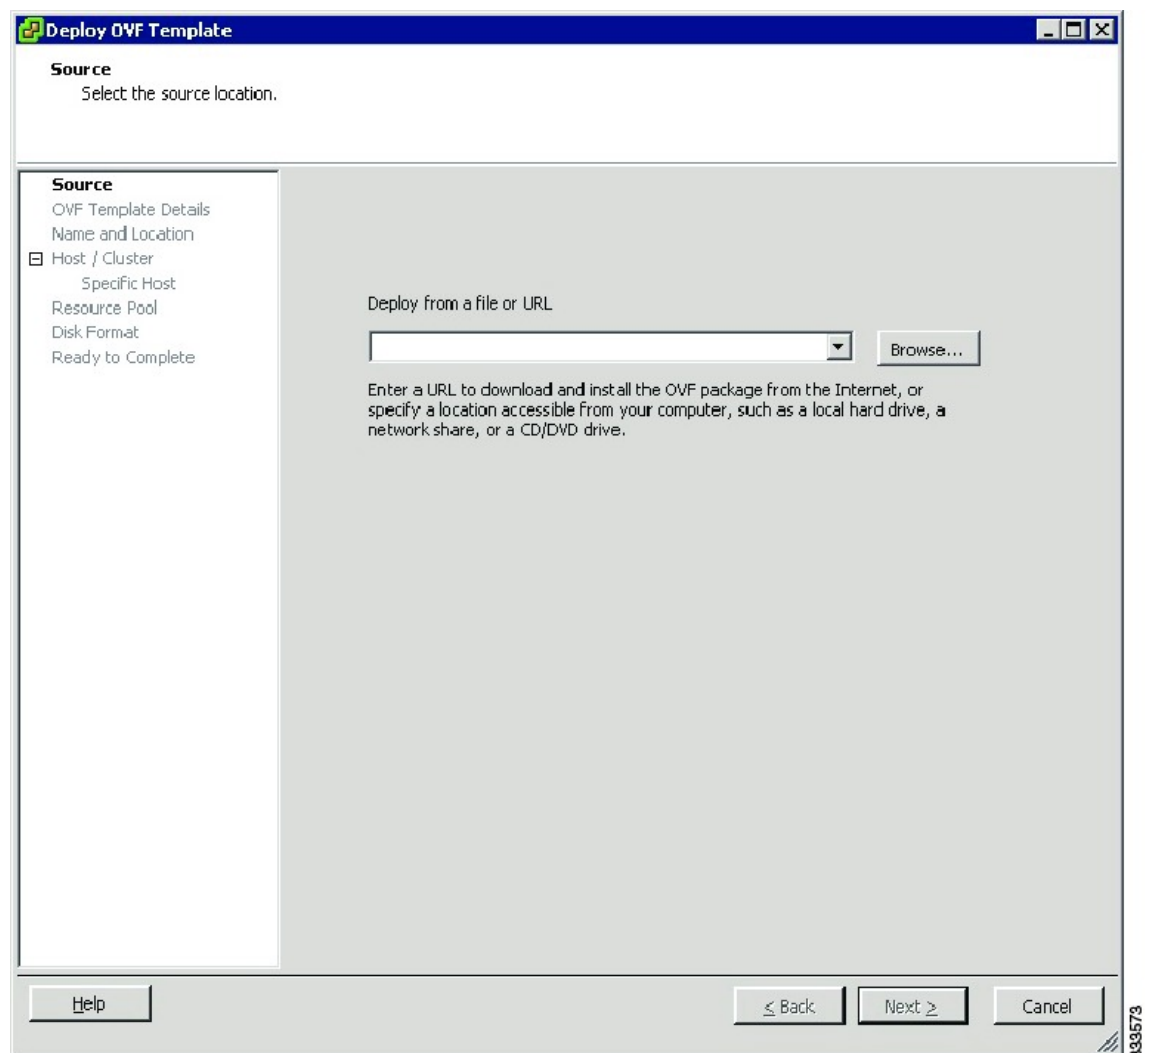 Deploy OVF Template
Source
Select the source location.
Source
OVF Template Details
Name and Location
Host / Cluster
Specific Host
Resource Pool
Disk Format
Ready to Complete
Deploy from a file or URL
Browse...
Enter a URL to download and install the OVF package from the Internet, or
specify a location accessible from your computer, such as a local hard drive, a
network share, or a CD/DVD drive.
Help
< Back
Next >
Cancel